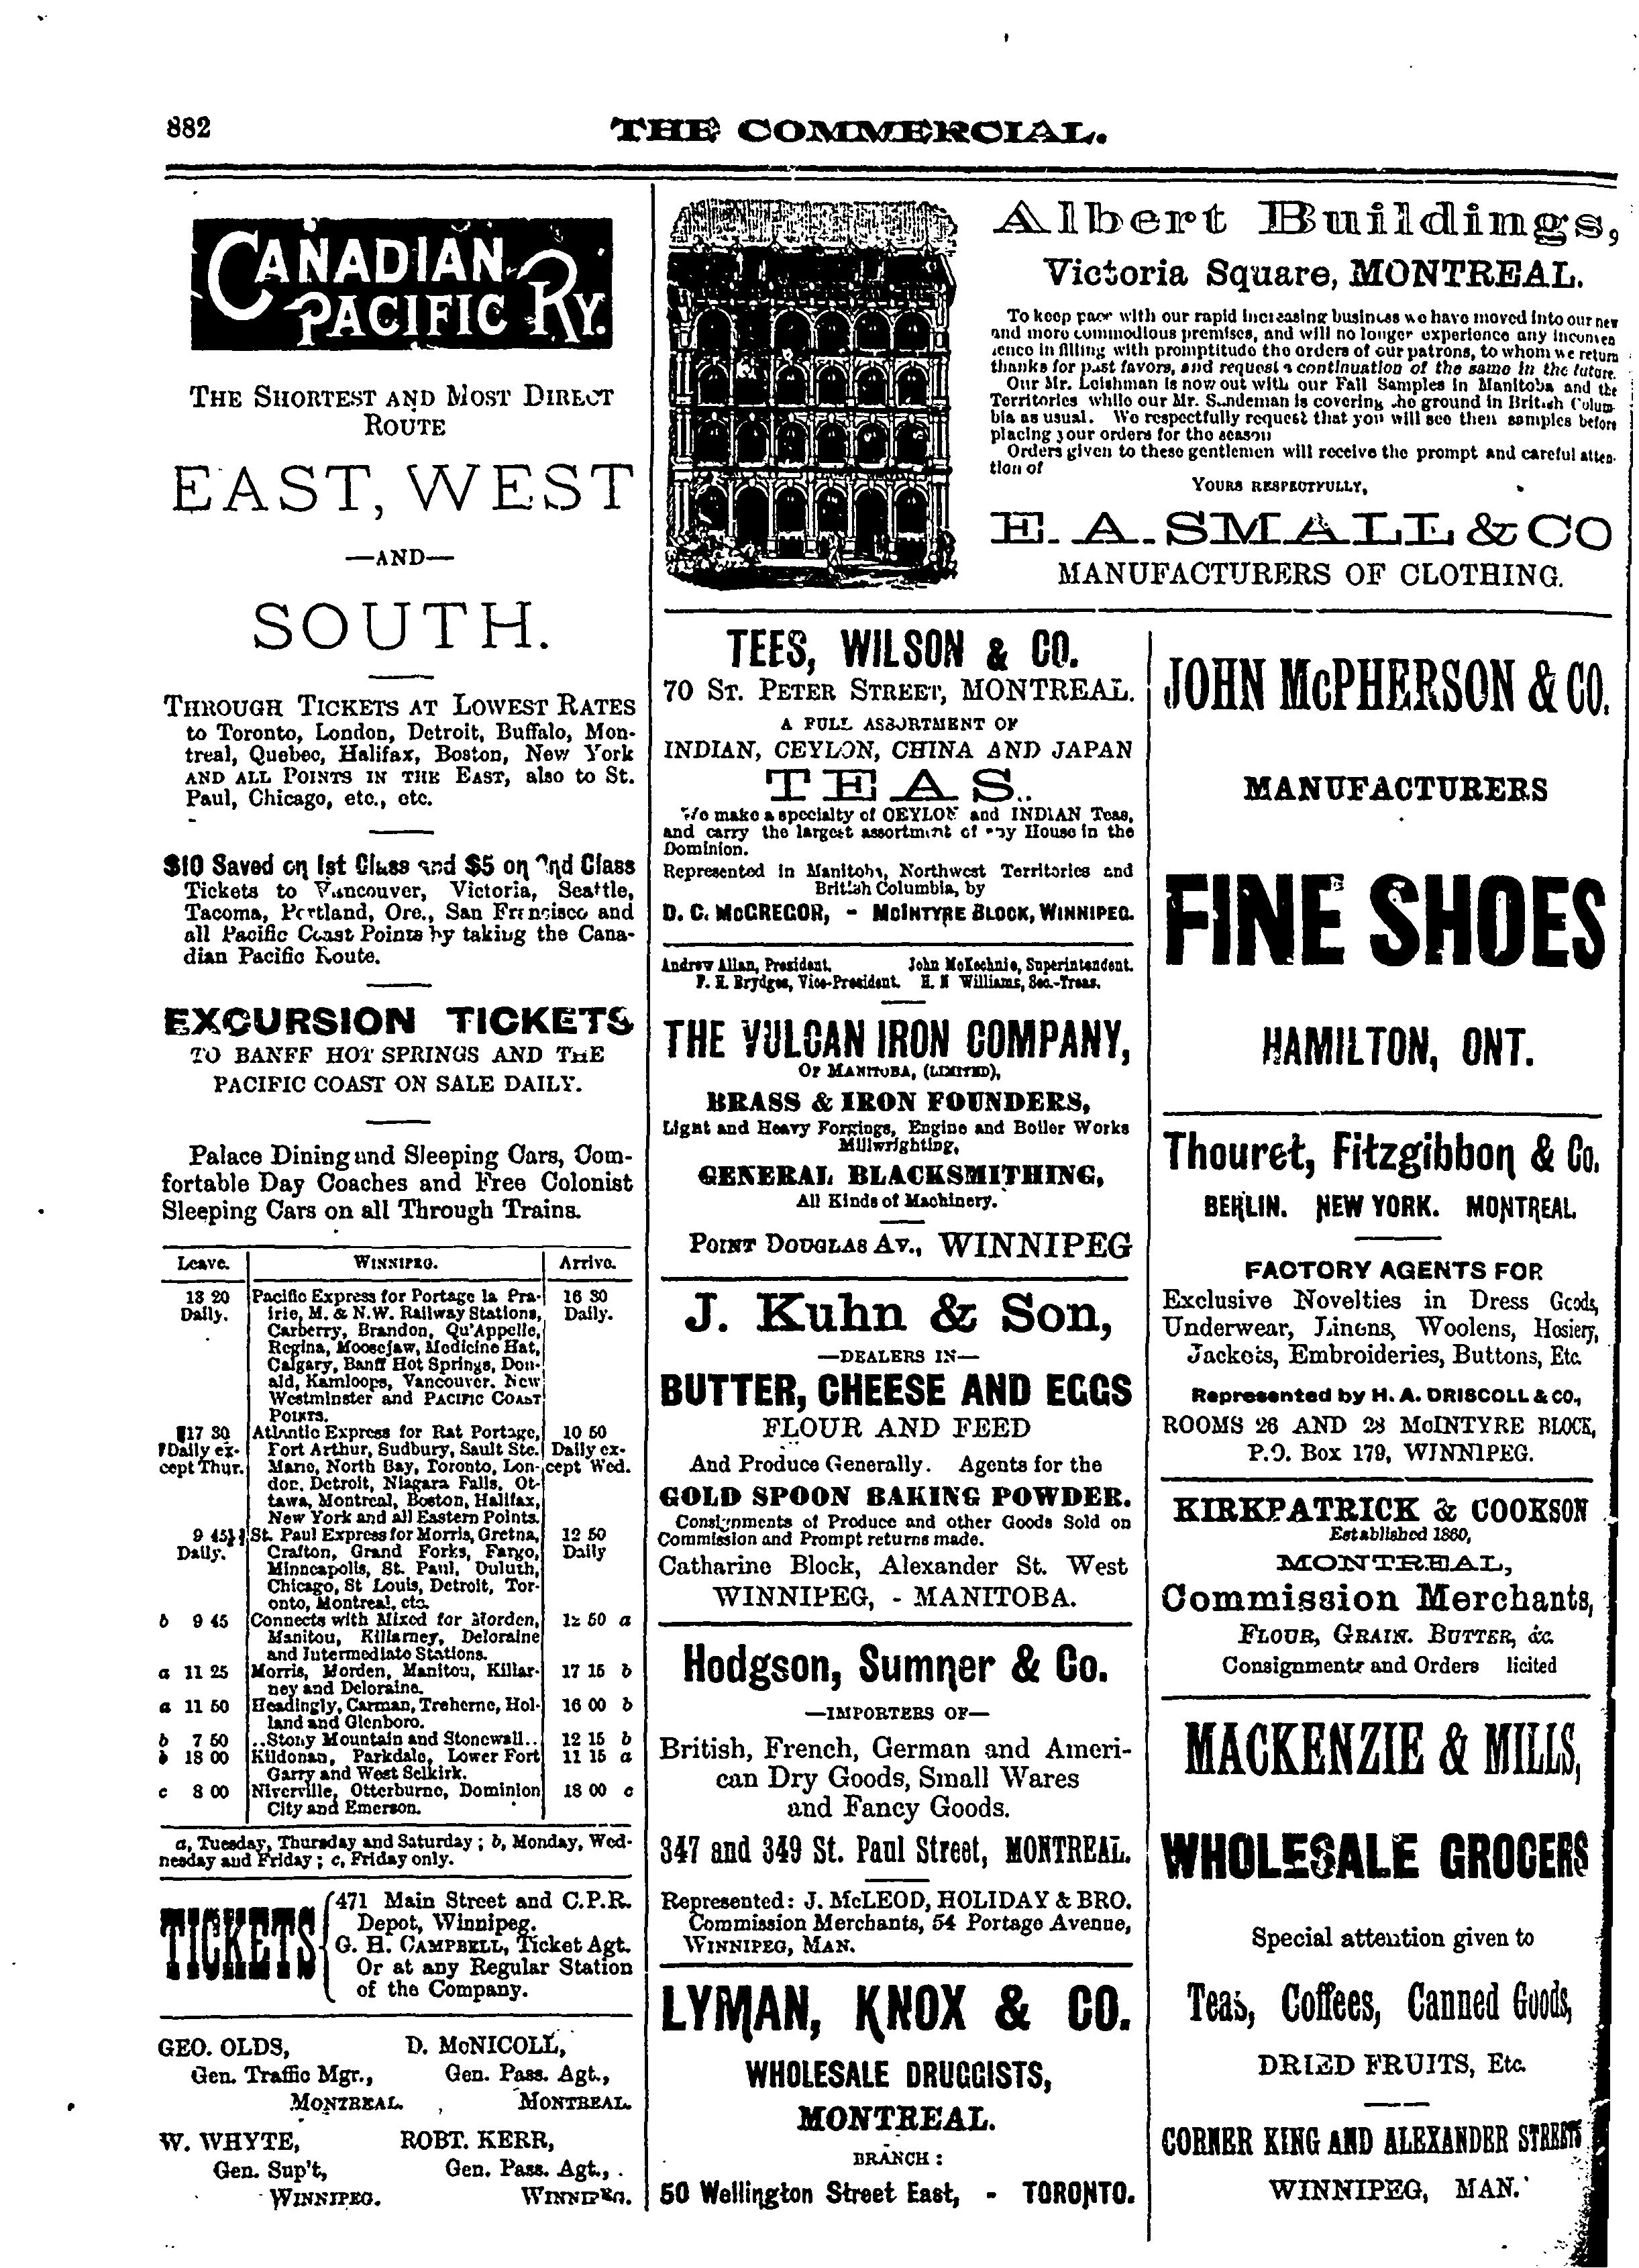 882
THE COMMERCIAL.
CANADIAN
PACIFIC RY.
THE SHORTEST AND MOST DIRECT
ROUTE
EAST, WEST
—AND—
SOUTH.
THROUGH TICKETS AT LOWEST RATES
to Toronto, London, Detroit, Buffalo, Mon-
treal, Quebec, Halifax, Boston, New York
AND ALL POINTS IN THE EAST, also to St.
Paul, Chicago, etc., etc.
$10 Saved on 1st Class and $5 on 2nd Class
Tickets to Vancouver, Victoria, Seattle,
Tacoma, Portland, Ore., San Francisco and
all Pacific Coast Points by taking the Cana-
dian Pacific Route.
EXCURSION TICKETS
TO BANFF HOT SPRINGS AND THE
PACIFIC COAST ON SALE DAILY.
Palace Dining and Sleeping Cars, Com-
fortable Day Coaches and Free Colonist
Sleeping Cars on all Through Trains.
Leave. WINNIPEG. Arrive.
13 20 Pacific Express for Portage la Pra- 16 30
Daily. irie, M. & N.W. Railway Stations, Daily.
Carberry, Brandon, Qu'Appelle,
Regina, Moosejaw, Medicine Hat,
Calgary, Banff Hot Springs, Don-
ald, Kamloops, Vancouver. New
Westminster and PACIFIC COAST
POINTS.
17 30 Atlantic Express for Rat Portage, 10 50
Daily ex- Fort Arthur, Sudbury, Sault Ste. Daily ex-
cept Thur. Marie, North Bay, Toronto, Lon- cept Wed.
don, Detroit, Niagara Falls, Ot-
tawa, Montreal, Boston, Halifax,
New York and all Eastern Points.
9 45 St. Paul Express for Morris, Gretna, 12 50
Daily. Crafton, Grand Forks, Fargo, Daily
Minneapolis, St. Paul, Duluth,
Chicago, St Louis, Detroit, Tor-
onto, Montreal, etc.
b 9 45 Connects with Mixed for Morden, 12 50 a
Manitou, Killarney, Deloraine
and Intermediate Stations.
a 11 25 Morris, Morden, Manitou, Killar- 17 15 b
ney and Deloraine.
a 11 50 Headingly, Carman, Treherne, Hol- 16 00 b
land and Glenboro.
b 7 50 ..Stony Mountain and Stonewall.. 12 15 b
b 18 00 Kildonan, Parkdale, Lower Fort 11 15 a
Garry and West Selkirk.
c 8 00 Niverville, Otterburne, Dominion 18 00 c
City and Emerson.
a, Tuesday, Thursday and Saturday; b, Monday, Wed-
nesday and Friday; c, Friday only.
TICKETS
471 Main Street and C.P.R.
Depot, Winnipeg.
G. H. CAMPBELL, Ticket Agt.
Or at any Regular Station
of the Company.
GEO. OLDS, D. McNICOLL,
Gen. Traffic Mgr., Gen. Pass. Agt.,
MONTREAL. MONTREAL.
W. WHYTE, ROBT. KERR,
Gen. Sup't, Gen. Pass. Agt.,
WINNIPEG. WINNIPEG.
Albert Buildings,
Victoria Square, MONTREAL.
To keep pace with our rapid increasing business we have moved into our new
and more commodious premises, and will no longer experience any inconven
ience in filling with promptitude the orders of our patrons, to whom we return
thanks for past favors, and request a continuation of the same in the future.
Our Mr. Leishman is now out with our Fall Samples in Manitoba and the
Territories while our Mr. Sandeman is covering the ground in British Colum-
bia as usual. We respectfully request that you will see then samples before
placing your orders for the season
Orders given to these gentlemen will receive the prompt and careful atten-
tion of
YOURS RESPECTFULLY,
E. A. SMALL & CO
MANUFACTURERS OF CLOTHING.
TEES, WILSON & CO.
70 ST. PETER STREET, MONTREAL.
A FULL ASSORTMENT OF
INDIAN, CEYLON, CHINA AND JAPAN
TEAS.
We make a specialty of CEYLON and INDIAN Teas,
and carry the largest assortment of any House in the
Dominion.
Represented in Manitoba, Northwest Territories and
British Columbia, by
D. C. McGREGOR, - McINTYRE BLOCK, WINNIPEG.
Andrew Allan, President. John McKechnie, Superintendent.
F. H. Brydges, Vice-President. H. N Williams, Sec.-Treas.
THE VULCAN IRON COMPANY,
OF MANITOBA, (LIMITED),
BRASS & IRON FOUNDERS,
Light and Heavy Forgings, Engine and Boiler Works
Millwrighting,
GENERAL BLACKSMITHING,
All Kinds of Machinery.
POINT DOUGLAS AV., WINNIPEG
J. Kuhn & Son,
—DEALERS IN—
BUTTER, CHEESE AND EGGS
FLOUR AND FEED
And Produce Generally. Agents for the
GOLD SPOON BAKING POWDER.
Consignments of Produce and other Goods Sold on
Commission and Prompt returns made.
Catharine Block, Alexander St. West
WINNIPEG, - MANITOBA.
Hodgson, Sumner & Co.
—IMPORTERS OF—
British, French, German and Ameri-
can Dry Goods, Small Wares
and Fancy Goods.
347 and 349 St. Paul Street, MONTREAL.
Represented: J. McLEOD, HOLIDAY & BRO.
Commission Merchants, 54 Portage Avenue,
WINNIPEG, MAN.
LYMAN, KNOX & CO.
WHOLESALE DRUGGISTS,
MONTREAL.
BRANCH:
50 Wellington Street East, - TORONTO.
JOHN McPHERSON & CO.
MANUFACTURERS
FINE SHOES
HAMILTON, ONT.
Thouret, Fitzgibbon & Co.
BERLIN. NEW YORK. MONTREAL.
FACTORY AGENTS FOR
Exclusive Novelties in Dress Goods,
Underwear, Linens, Woolens, Hosiery,
Jackets, Embroideries, Buttons, Etc.
Represented by H. A. DRISCOLL & CO.,
ROOMS 26 AND 28 McINTYRE BLOCK,
P.O. Box 179, WINNIPEG.
KIRKPATRICK & COOKSON
Established 1860,
MONTREAL,
Commission Merchants,
FLOUR, GRAIN. BUTTER, &c.
Consignments and Orders licited
MACKENZIE & MILLS,
WHOLESALE GROCERS
Special attention given to
Teas, Coffees, Canned Goods,
DRIED FRUITS, Etc.
CORNER KING AND ALEXANDER STREETS
WINNIPEG, MAN.